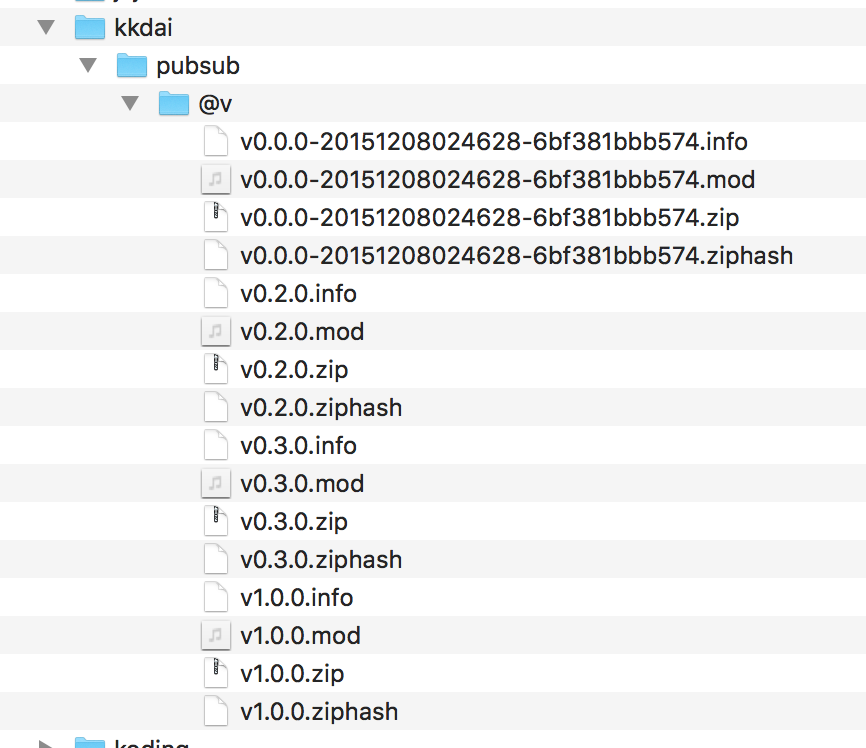 kkdai
pubsub
@v
v0.0.0-20151208024628-6bf381bbb574.info
v0.0.0-20151208024628-6bf381bbb574.mod
v0.0.0-20151208024628-6bf381bbb574.zip
v0.0.0-20151208024628-6bf381bbb574.ziphash
v0.2.0.info
v0.2.0.mod
v0.2.0.zip
v0.2.0.ziphash
v0.3.0.info
v0.3.0.mod
v0.3.0.zip
v0.3.0.ziphash
v1.0.0.info
v1.0.0.mod
v1.0.0.zip
v1.0.0.ziphash
koding